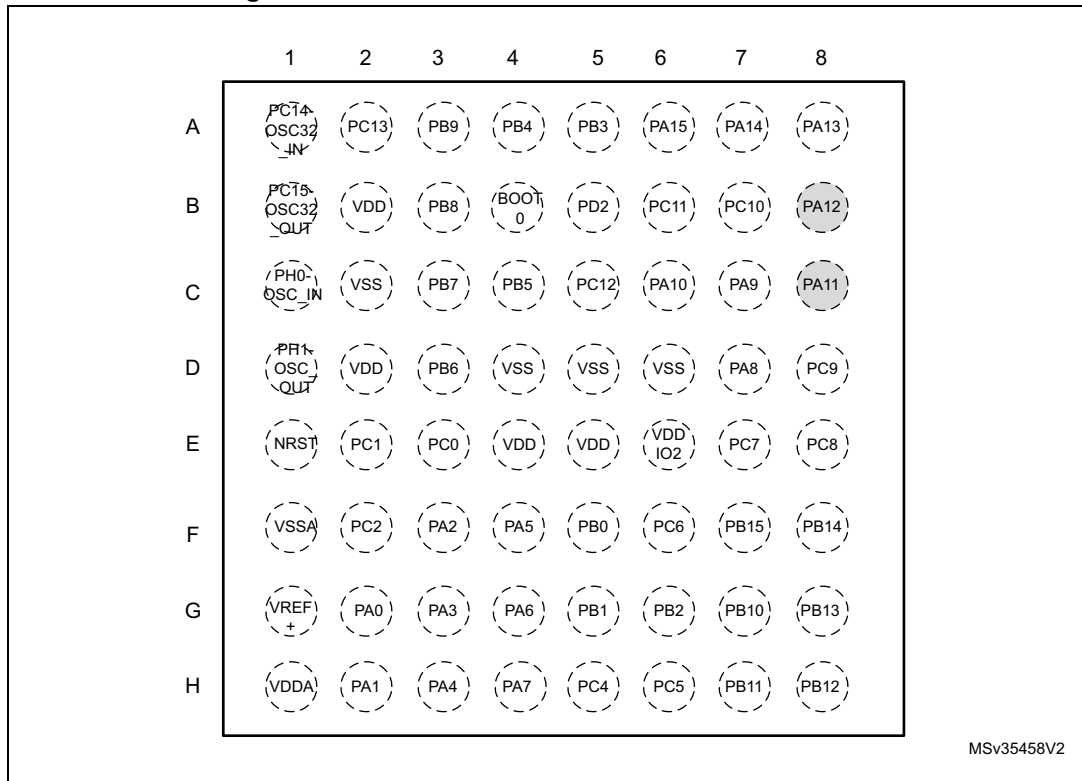 1 2 3 4 5 6 7 8
A PC14-OSC32_IN PC13 PB9 PB4 PB3 PA15 PA14 PA13
B PC15-OSC32_OUT VDD PB8 BOOT0 PD2 PC11 PC10 PA12
C PH0-OSC_IN VSS PB7 PB5 PC12 PA10 PA9 PA11
D PH1-OSC_OUT VDD PB6 VSS VSS VSS PA8 PC9
E NRST PC1 PC0 VDD VDD VDDIO2 PC7 PC8
F VSSA PC2 PA2 PA5 PB0 PC6 PB15 PB14
G VREF+ PA0 PA3 PA6 PB1 PB2 PB10 PB13
H VDDA PA1 PA4 PA7 PC4 PC5 PB11 PB12
MSv35458V2